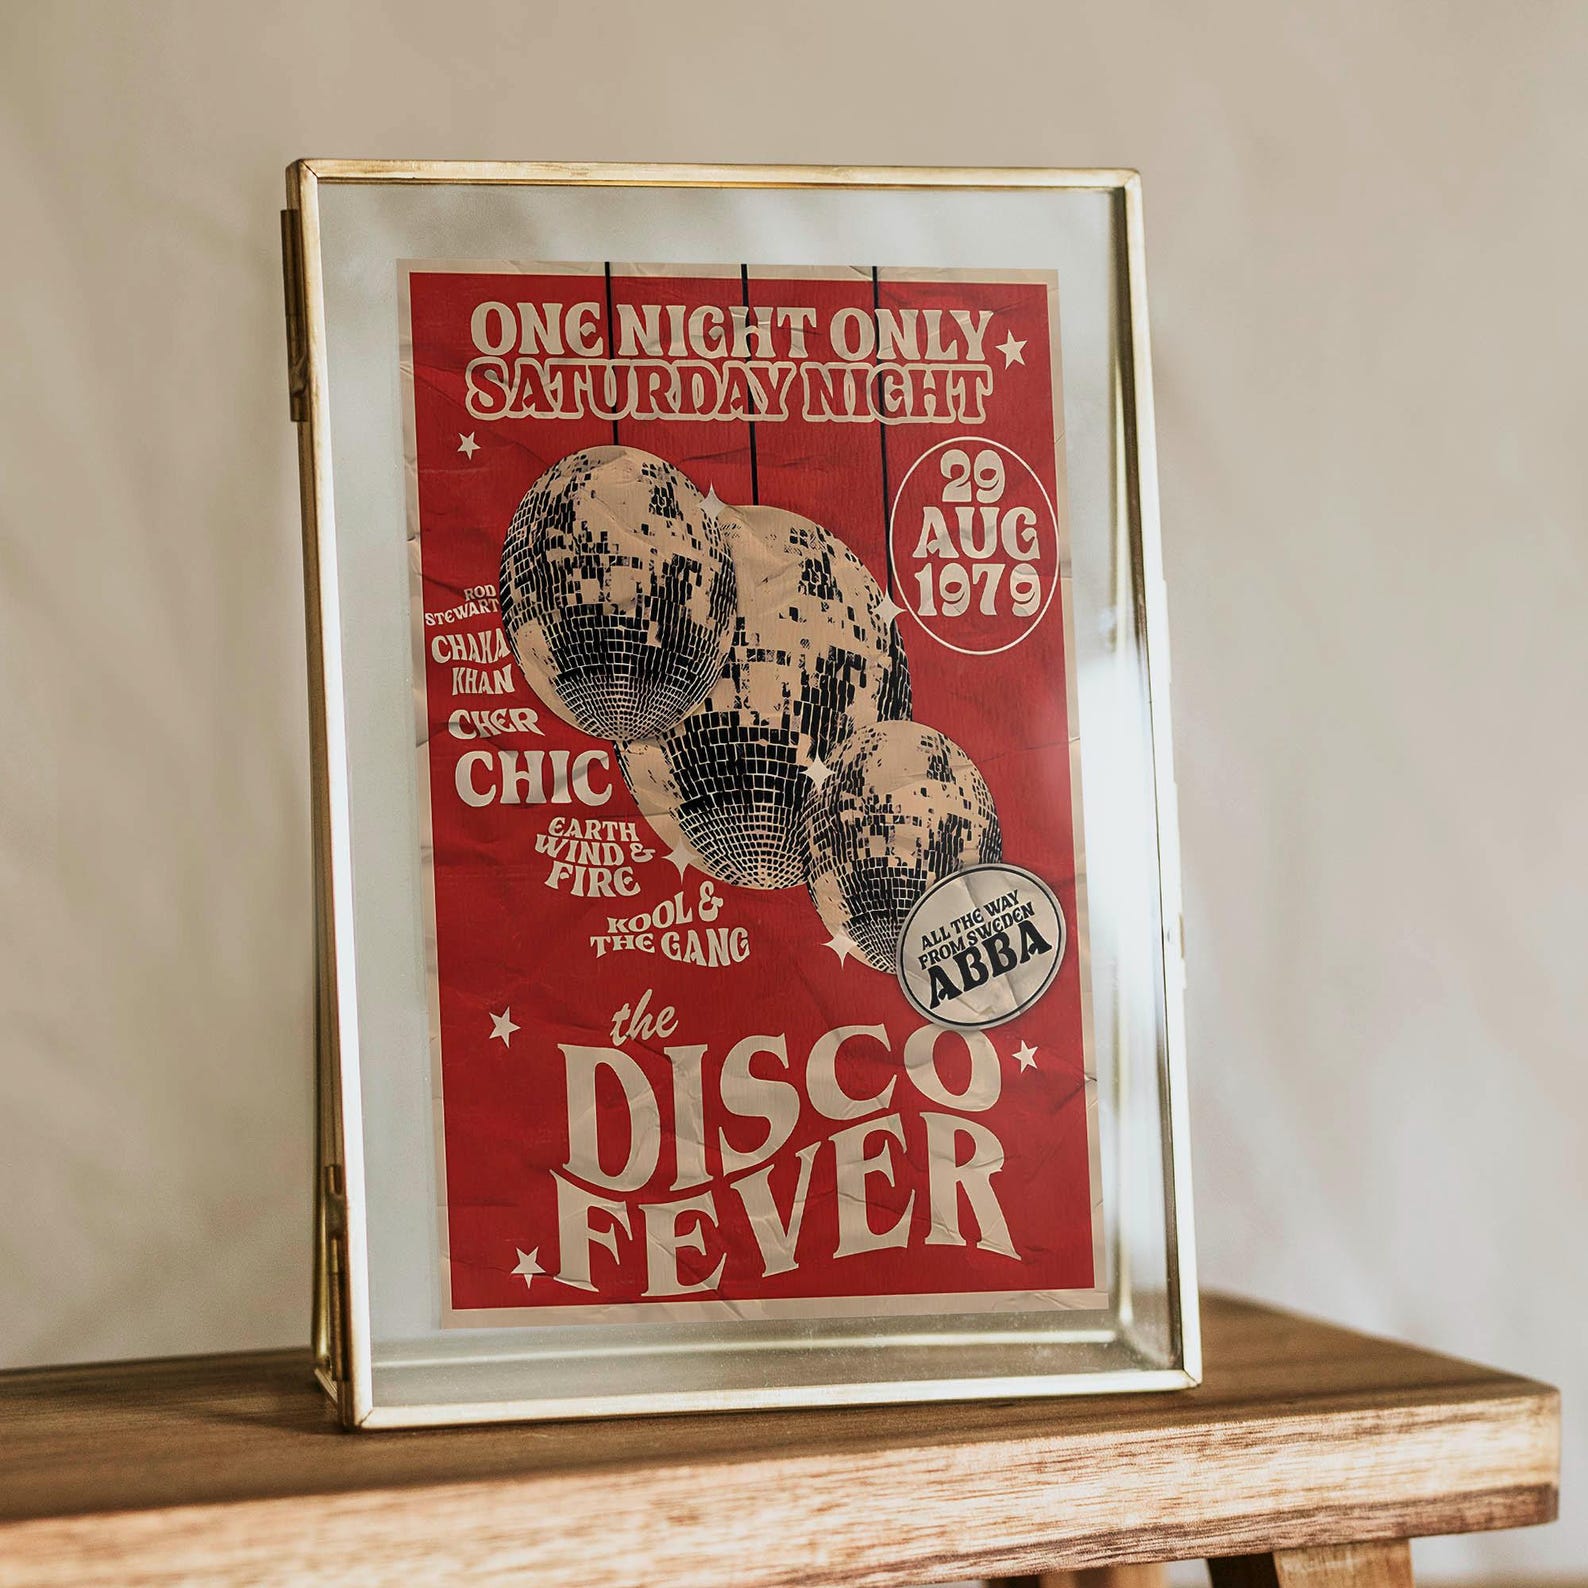 ONE NIGHT ONLY
SATURDAY NIGHT
29
AUG
1979
ROD
STEWART
CHAKA
KHAN
CHER
CHIC
EARTH
WIND &
FIRE
KOOL &
THE GANG
ALL THE WAY
FROM SWEDEN
ABBA
the
DISCO
FEVER